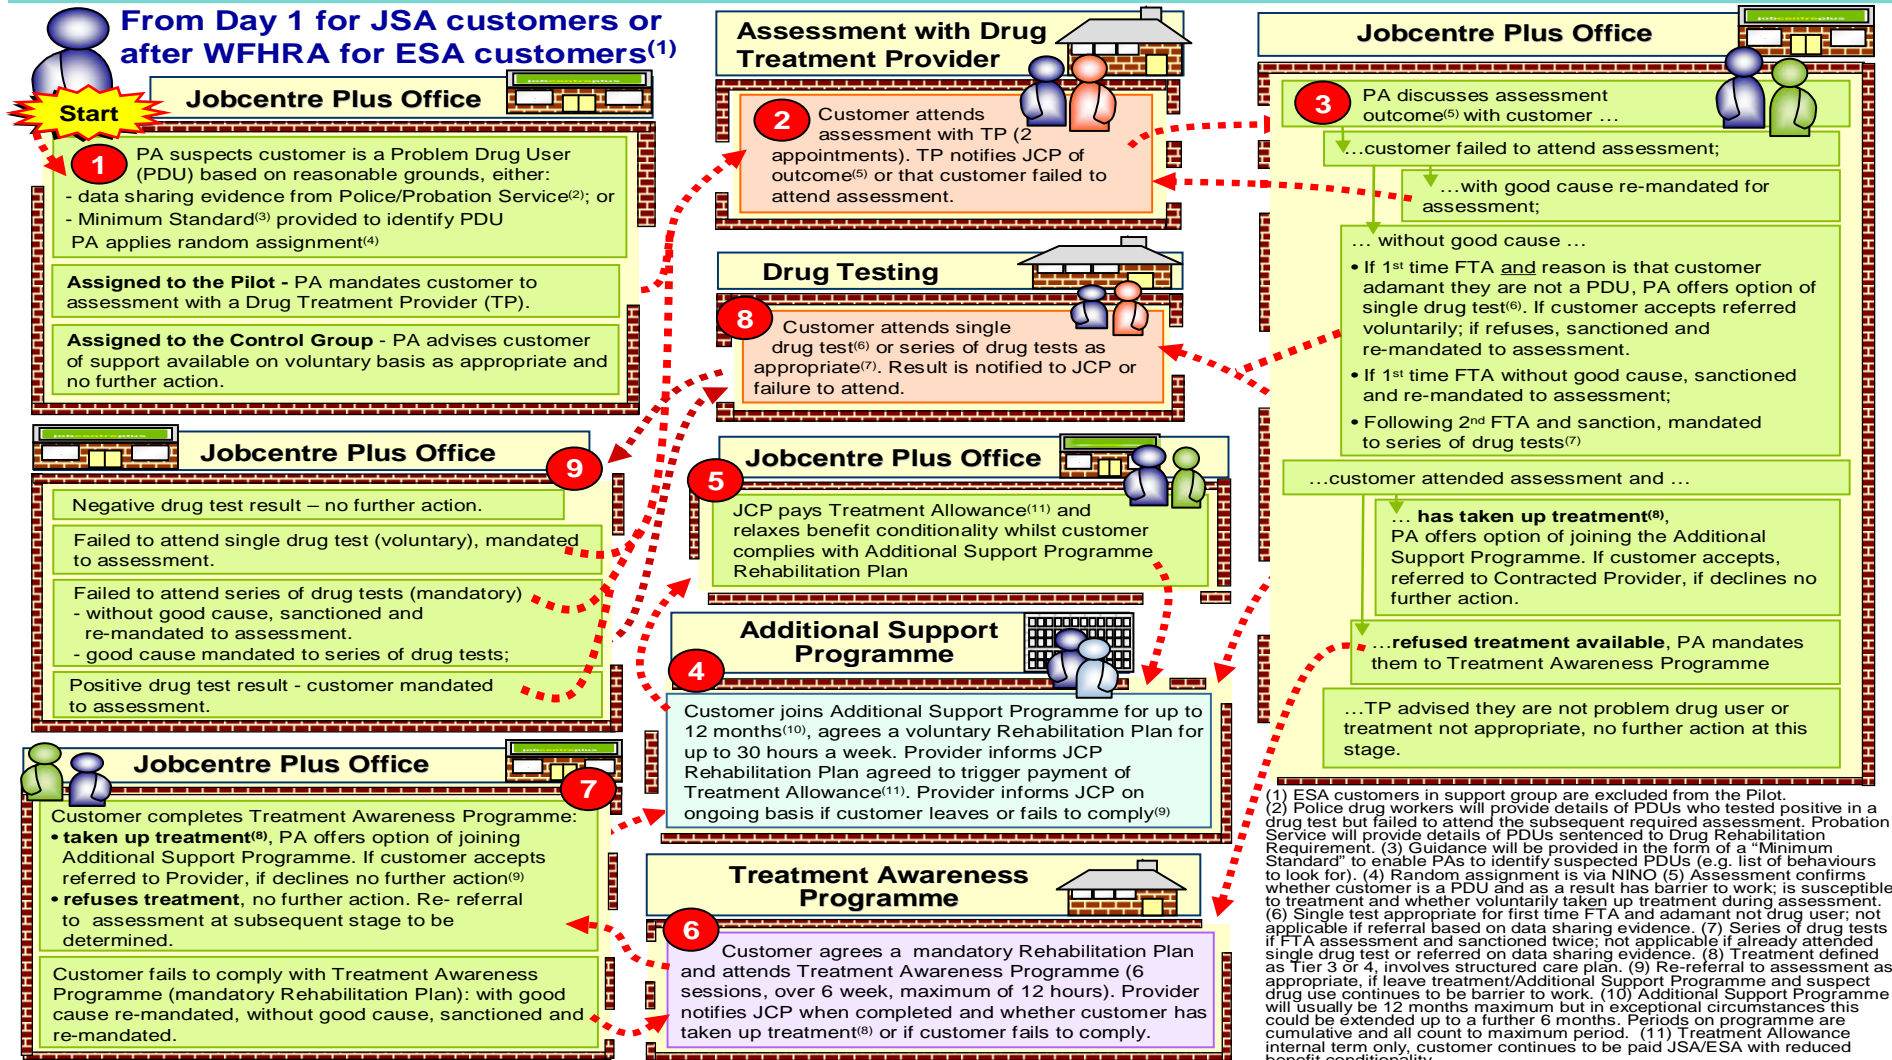 From Day 1 for JSA customers or
after WFHRA for ESA customers(1)
Start
Jobcentre Plus Office
jobcentreplus
1
PA suspects customer is a Problem Drug User
(PDU) based on reasonable grounds, either:
- data sharing evidence from Police/Probation Service(2); or
- Minimum Standard(3) provided to identify PDU
PA applies random assignment(4)
Assigned to the Pilot - PA mandates customer to
assessment with a Drug Treatment Provider (TP).
Assigned to the Control Group - PA advises customer
of support available on voluntary basis as appropriate and
no further action.
Assessment with Drug
Treatment Provider
2
Customer attends
assessment with TP (2
appointments). TP notifies JCP of
outcome(5) or that customer failed to
attend assessment.
Jobcentre Plus Office
jobcentreplus
3
PA discusses assessment
outcome(5) with customer …
…customer failed to attend assessment;
…with good cause re-mandated for
assessment;
… without good cause …
• If 1st time FTA and reason is that customer
adamant they are not a PDU, PA offers option of
single drug test(6). If customer accepts referred
voluntarily; if refuses, sanctioned and
re-mandated to assessment.
• If 1st time FTA without good cause, sanctioned
and re-mandated to assessment;
• Following 2nd FTA and sanction, mandated
to series of drug tests(7)
…customer attended assessment and …
… has taken up treatment(8),
PA offers option of joining the Additional
Support Programme. If customer accepts,
referred to Contracted Provider, if declines no
further action.
…refused treatment available, PA mandates
them to Treatment Awareness Programme
…TP advised they are not problem drug user or
treatment not appropriate, no further action at this
stage.
Drug Testing
8
Customer attends single
drug test(6) or series of drug tests as
appropriate(7). Result is notified to JCP or
failure to attend.
jobcentreplus
Jobcentre Plus Office
9
Negative drug test result – no further action.
Failed to attend single drug test (voluntary), mandated
to assessment.
Failed to attend series of drug tests (mandatory)
- without good cause, sanctioned and
re-mandated to assessment.
- good cause mandated to series of drug tests;
Positive drug test result - customer mandated
to assessment.
Jobcentre Plus Office
5
JCP pays Treatment Allowance(11) and
relaxes benefit conditionality whilst customer
complies with Additional Support Programme
Rehabilitation Plan
Additional Support
Programme
4
Customer joins Additional Support Programme for up to
12 months(10), agrees a voluntary Rehabilitation Plan for
up to 30 hours a week. Provider informs JCP
Rehabilitation Plan agreed to trigger payment of
Treatment Allowance(11). Provider informs JCP on
ongoing basis if customer leaves or fails to comply(9)
Jobcentre Plus Office
jobcentreplus
7
Customer completes Treatment Awareness Programme:
• taken up treatment(8), PA offers option of joining
Additional Support Programme. If customer accepts
referred to Provider, if declines no further action(9)
• refuses treatment, no further action. Re- referral
to assessment at subsequent stage to be
determined.
Customer fails to comply with Treatment Awareness
Programme (mandatory Rehabilitation Plan): with good
cause re-mandated, without good cause, sanctioned and
re-mandated.
Treatment Awareness
Programme
6
Customer agrees a mandatory Rehabilitation Plan
and attends Treatment Awareness Programme (6
sessions, over 6 week, maximum of 12 hours). Provider
notifies JCP when completed and whether customer has
taken up treatment(8) or if customer fails to comply.
(1) ESA customers in support group are excluded from the Pilot.
(2) Police drug workers will provide details of PDUs who tested positive in a
drug test but failed to attend the subsequent required assessment. Probation
Service will provide details of PDUs sentenced to Drug Rehabilitation
Requirement. (3) Guidance will be provided in the form of a “Minimum
Standard” to enable PAs to identify suspected PDUs (e.g. list of behaviours
to look for). (4) Random assignment is via NINO (5) Assessment confirms
whether customer is a PDU and as a result has barrier to work; is susceptible
to treatment and whether voluntarily taken up treatment during assessment.
(6) Single test appropriate for first time FTA and adamant not drug user; not
applicable if referral based on data sharing evidence. (7) Series of drug tests
if FTA assessment and sanctioned twice; not applicable if already attended
single drug test or referred on data sharing evidence. (8) Treatment defined
as Tier 3 or 4, involves structured care plan. (9) Re-referral to assessment as
appropriate, if leave treatment/Additional Support Programme and suspect
drug use continues to be barrier to work. (10) Additional Support Programme
will usually be 12 months maximum but in exceptional circumstances this
could be extended up to a further 6 months. Periods on programme are
cumulative and all count to maximum period. (11) Treatment Allowance
internal term only, customer continues to be paid JSA/ESA with reduced
benefit conditionality